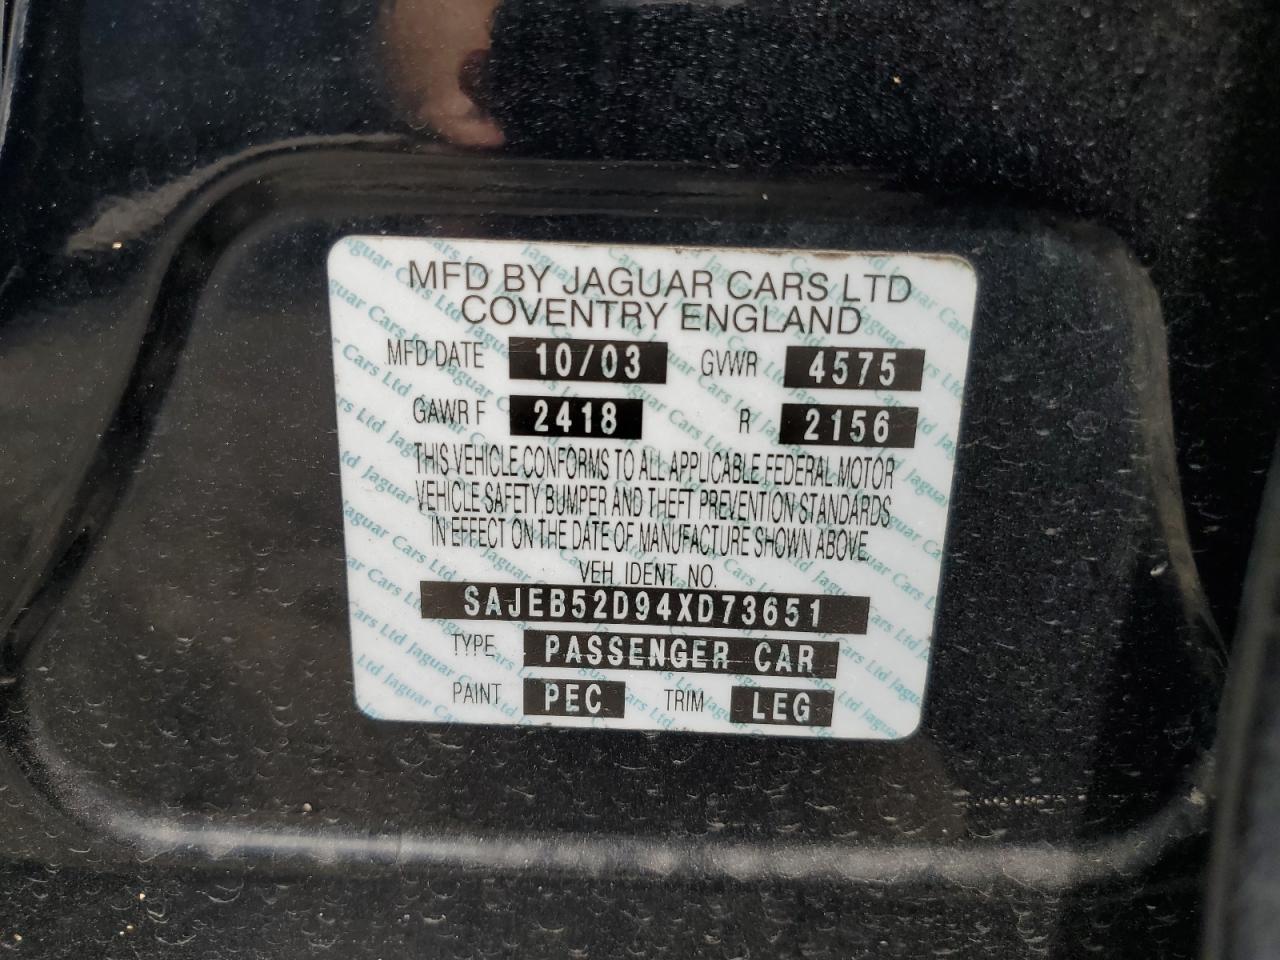 MFD BY JAGUAR CARS LTD
COVENTRY ENGLAND
MFD DATE 10/03 GVWR 4575
GAWR F 2418 R 2156
THIS VEHICLE CONFORMS TO ALL APPLICABLE FEDERAL MOTOR
VEHICLE SAFETY, BUMPER AND THEFT PREVENTION STANDARDS
IN EFFECT ON THE DATE OF MANUFACTURE SHOWN ABOVE.
VEH. IDENT. NO.
SAJEB52D94XD73651
TYPE PASSENGER CAR
PAINT PEC TRIM LEG